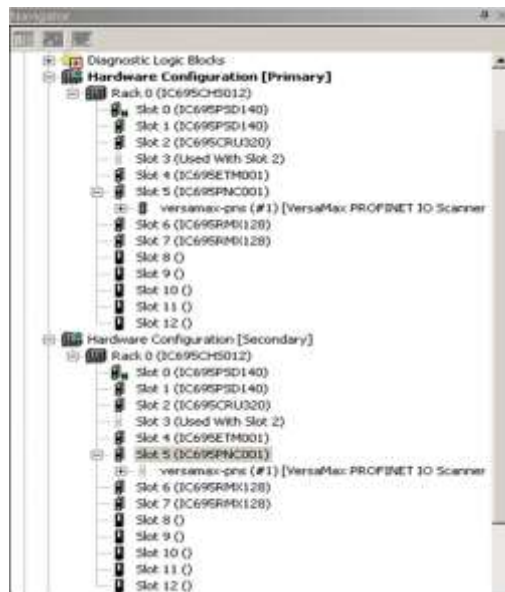 Navigator
Diagnostic Logic Blocks
Hardware Configuration [Primary]
Rack 0 (IC695CHS012)
Slot 0 (IC695PSD140)
Slot 1 (IC695PSD140)
Slot 2 (IC695CRU320)
Slot 3 (Used With Slot 2)
Slot 4 (IC695ETM001)
Slot 5 (IC695PNC001)
versamax-pns (#1) [VersaMax PROFINET IO Scanner
Slot 6 (IC695RMX128)
Slot 7 (IC695RMX128)
Slot 8 ()
Slot 9 ()
Slot 10 ()
Slot 11 ()
Slot 12 ()
Hardware Configuration [Secondary]
Rack 0 (IC695CHS012)
Slot 0 (IC695PSD140)
Slot 1 (IC695PSD140)
Slot 2 (IC695CRU320)
Slot 3 (Used With Slot 2)
Slot 4 (IC695ETM001)
Slot 5 (IC695PNC001)
versamax-pns (#1) [VersaMax PROFINET IO Scanner
Slot 6 (IC695RMX128)
Slot 7 (IC695RMX128)
Slot 8 ()
Slot 9 ()
Slot 10 ()
Slot 11 ()
Slot 12 ()